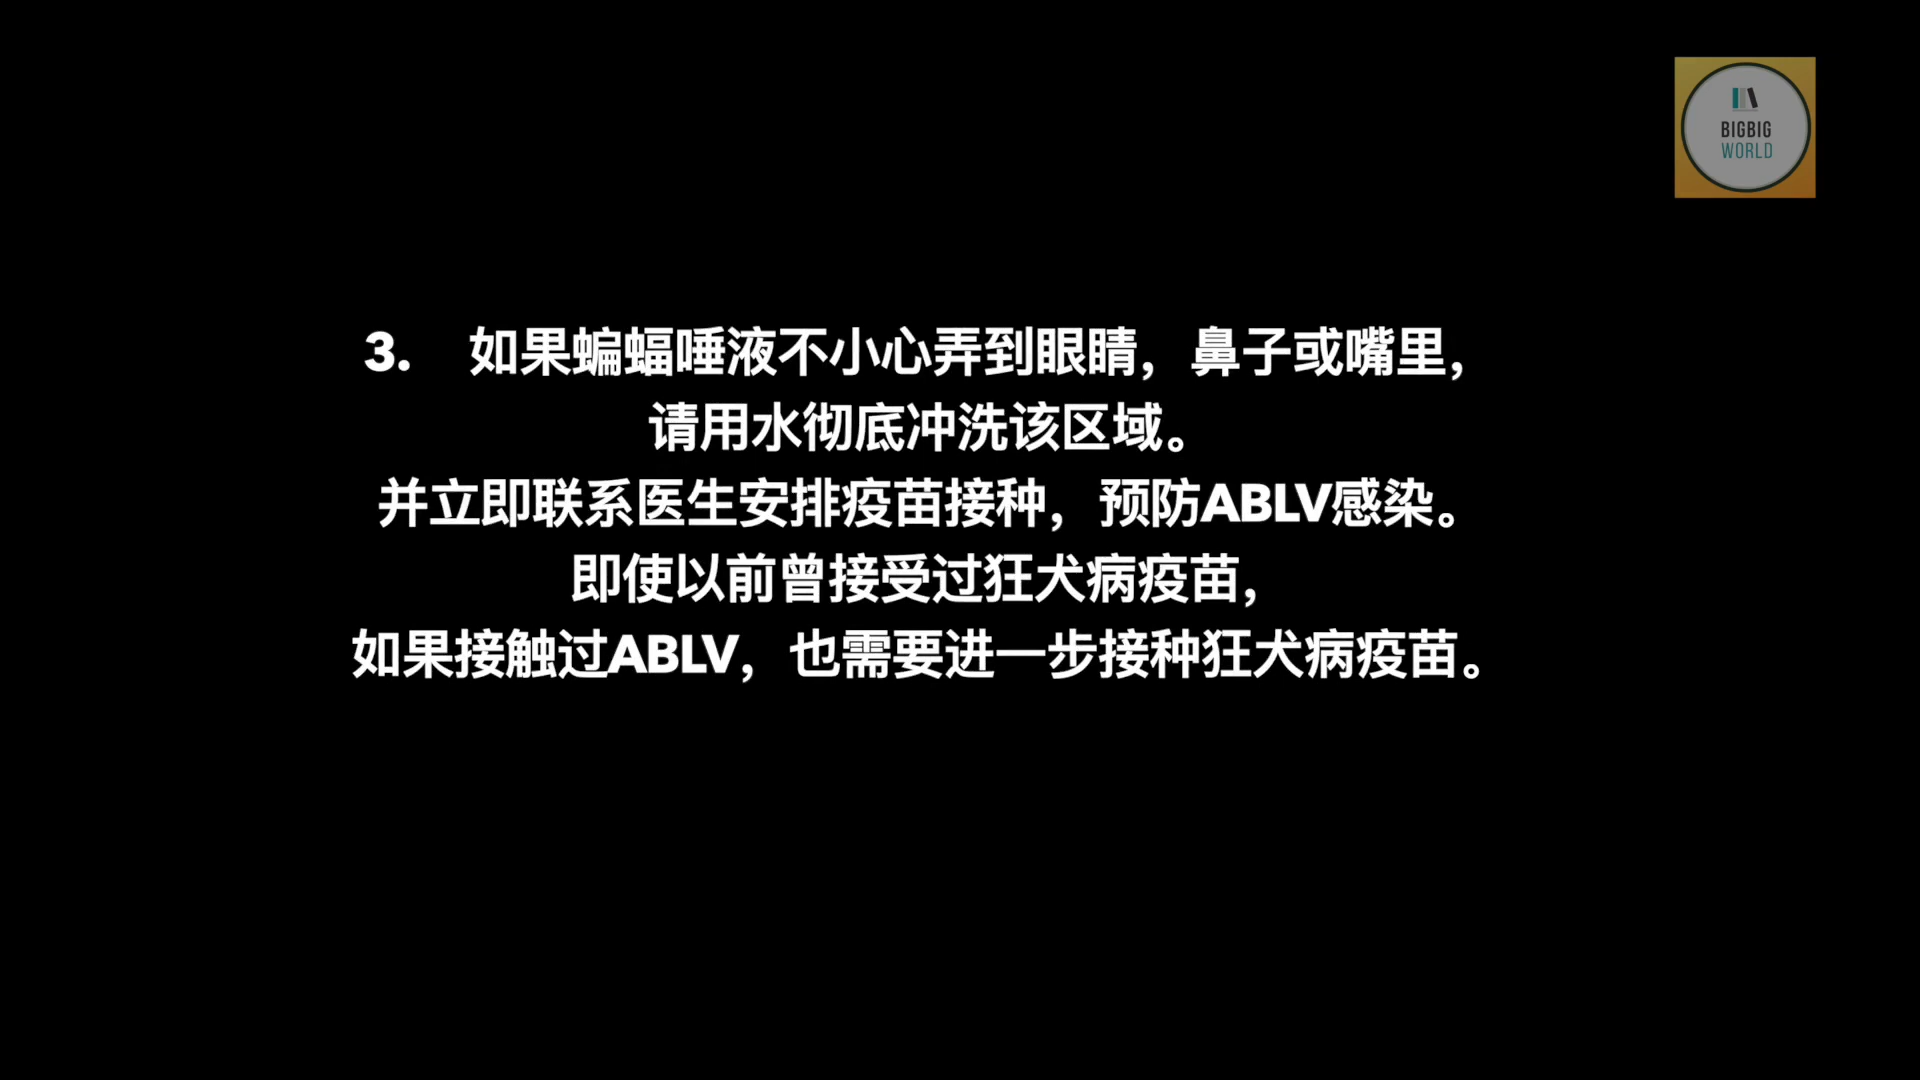 BIGBIG
WORLD
3. 如果蝙蝠唾液不小心弄到眼睛，鼻子或嘴里，
请用水彻底冲洗该区域。
并立即联系医生安排疫苗接种，预防ABLV感染。
即使以前曾接受过狂犬病疫苗，
如果接触过ABLV，也需要进一步接种狂犬病疫苗。